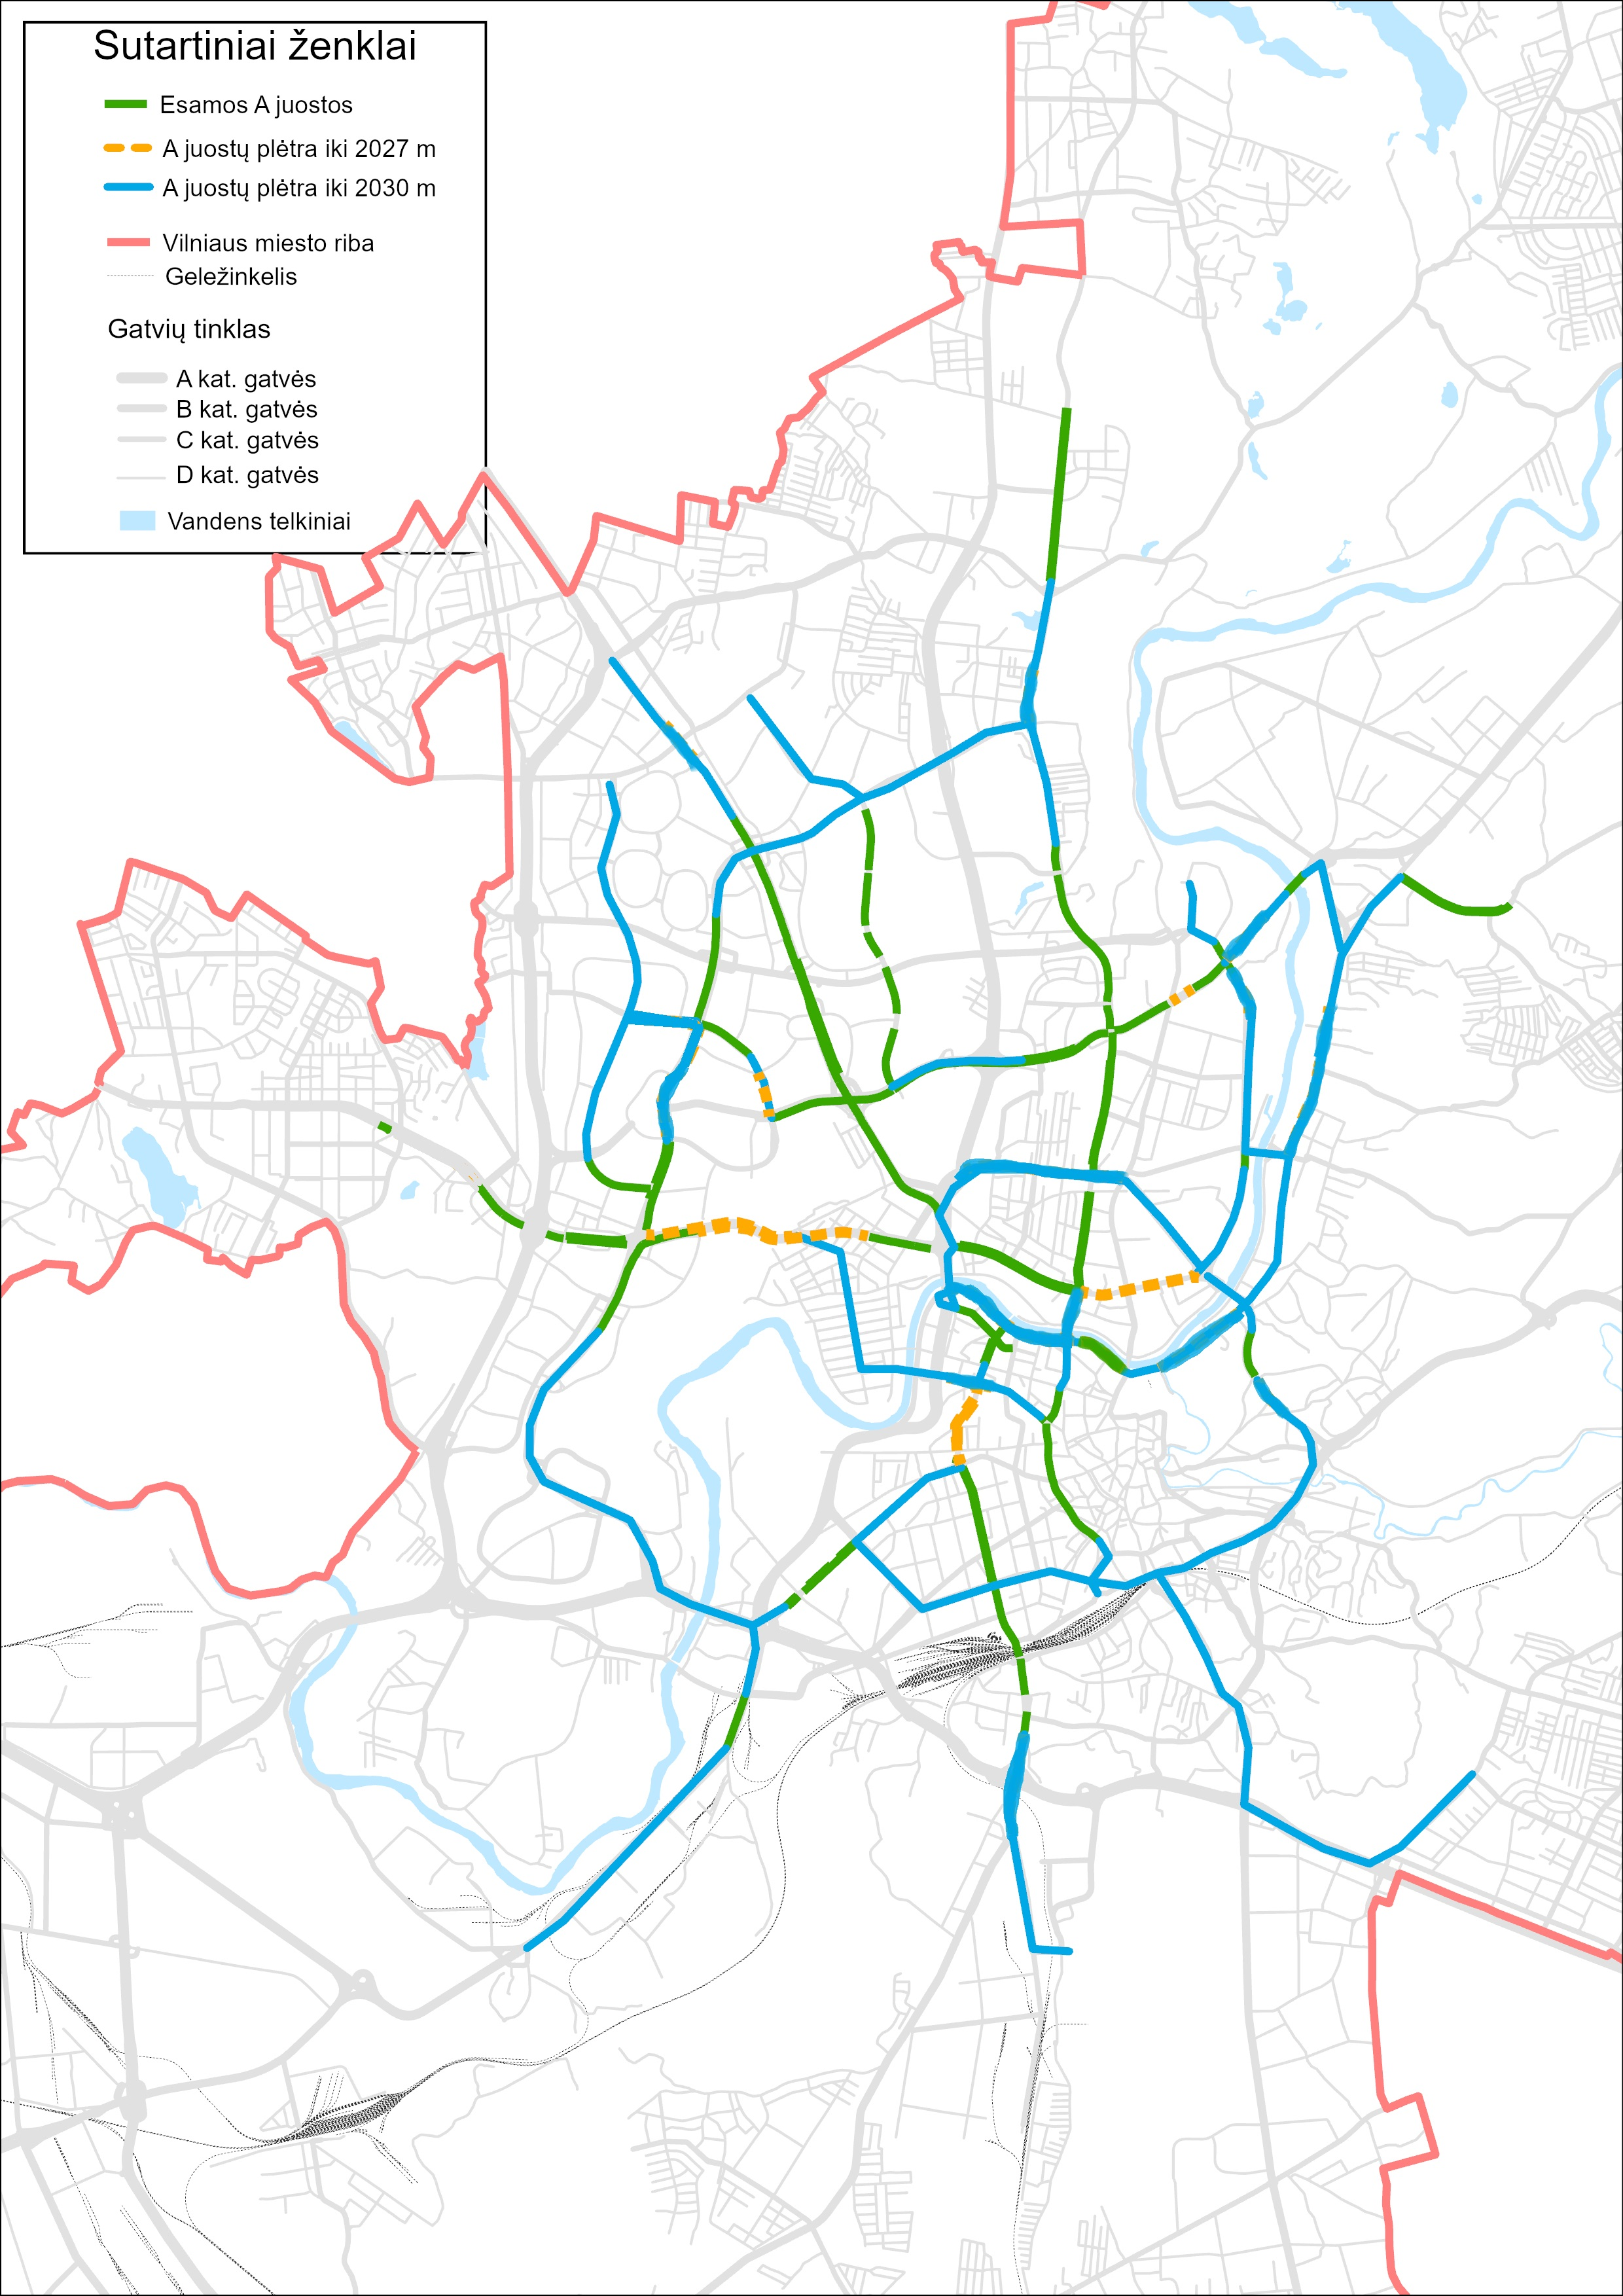 Sutartiniai ženklai
Esamos A juostos
A juostų plėtra iki 2027 m
A juostų plėtra iki 2030 m
Vilniaus miesto riba
Geležinkelis
Gatvių tinklas
A kat. gatvės
B kat. gatvės
C kat. gatvės
D kat. gatvės
Vandens telkiniai